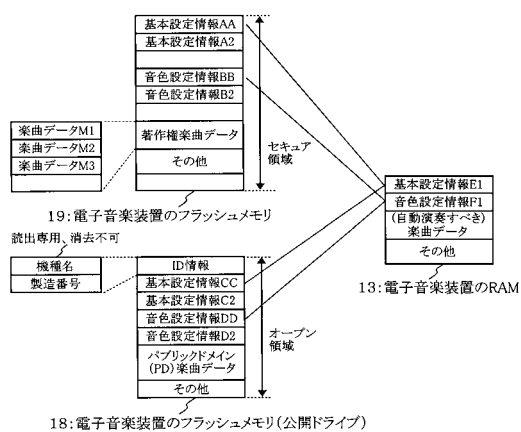 基本設定情報AA
基本設定情報A2
音色設定情報BB
音色設定情報B2
著作権楽曲データ
その他
セキュア
領域
楽曲データM1
楽曲データM2
楽曲データM3
19:電子音楽装置のフラッシュメモリ
基本設定情報E1
音色設定情報F1
(自動演奏すべき)
楽曲データ
その他
13:電子音楽装置のRAM
読出専用、消去不可
機種名
製造番号
ID情報
基本設定情報CC
基本設定情報C2
音色設定情報DD
音色設定情報D2
パブリックドメイン
(PD)楽曲データ
その他
オープン
領域
18:電子音楽装置のフラッシュメモリ(公開ドライブ)